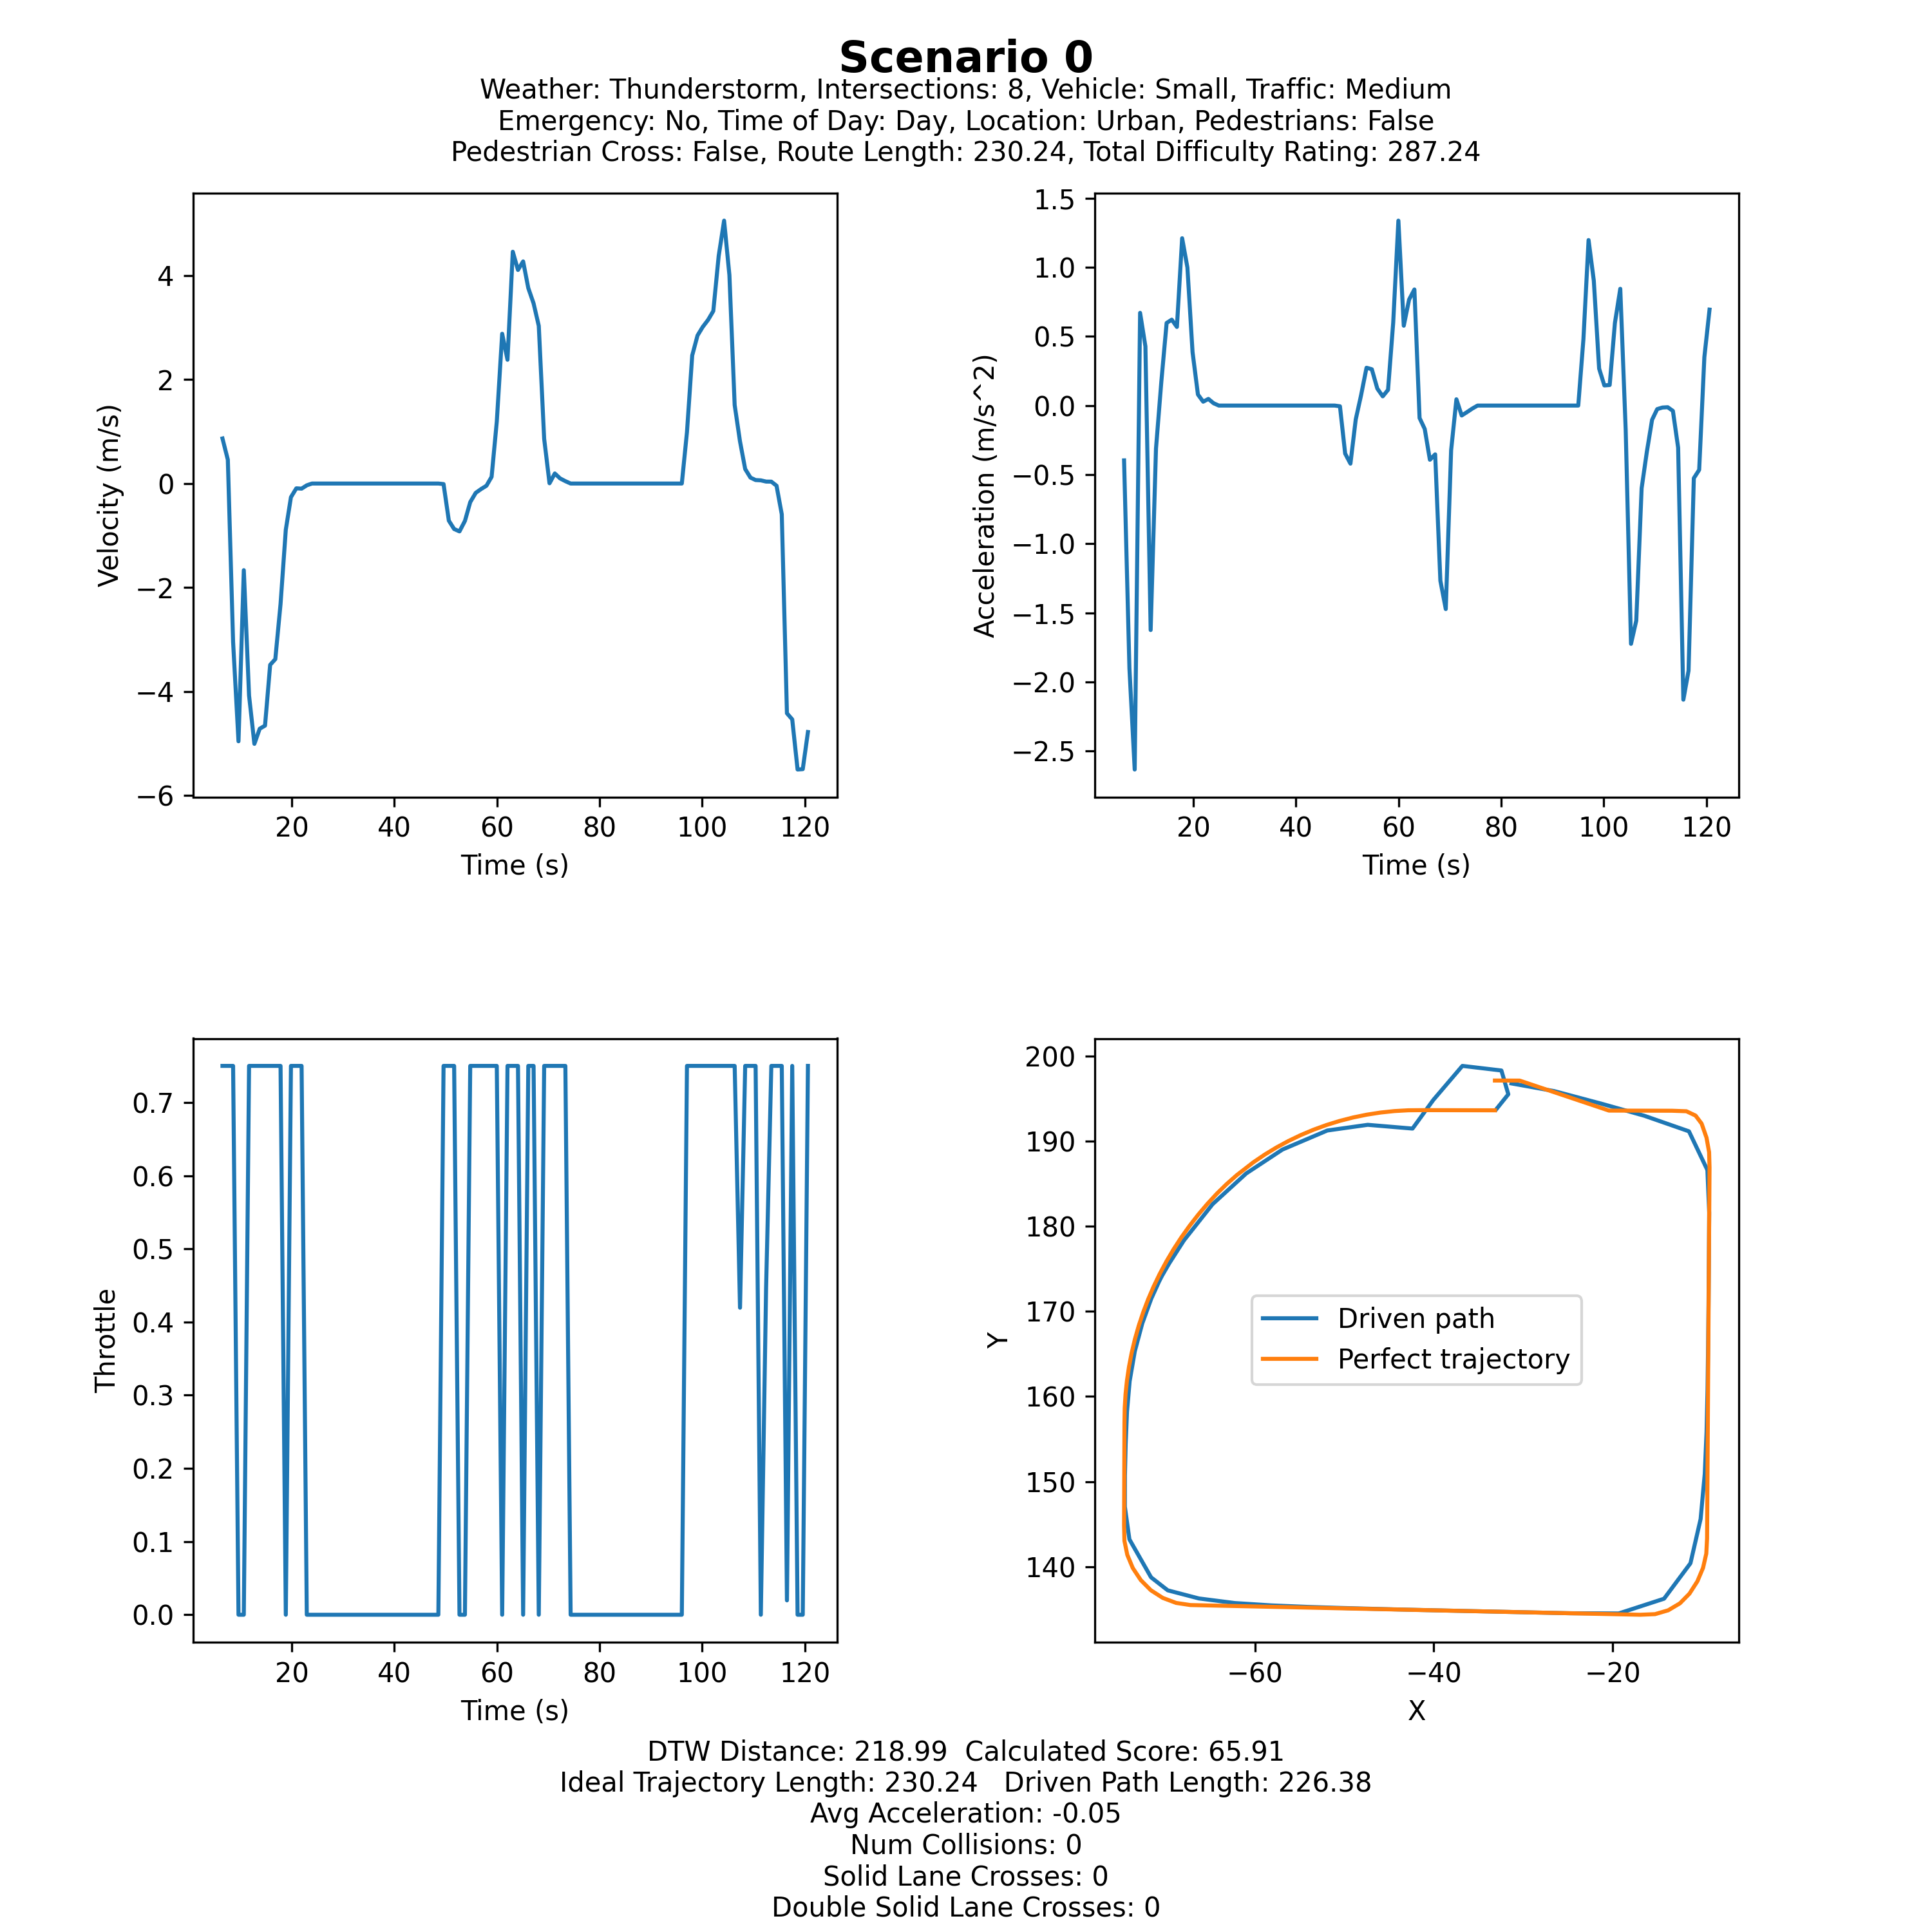 Scenario 0
Weather: Thunderstorm, Intersections: 8, Vehicle: Small, Traffic: Medium
Emergency: No, Time of Day: Day, Location: Urban, Pedestrians: False
Pedestrian Cross: False, Route Length: 230.24, Total Difficulty Rating: 287.24
Velocity (m/s)
4
2
0
−2
−4
−6
20 40 60 80 100 120
Time (s)
Acceleration (m/s^2)
1.5
1.0
0.5
0.0
−0.5
−1.0
−1.5
−2.0
−2.5
20 40 60 80 100 120
Time (s)
Throttle
0.7
0.6
0.5
0.4
0.3
0.2
0.1
0.0
20 40 60 80 100 120
Time (s)
Y
200
190
180
170
160
150
140
Driven path
Perfect trajectory
−60 −40 −20
X
DTW Distance: 218.99  Calculated Score: 65.91
Ideal Trajectory Length: 230.24   Driven Path Length: 226.38
Avg Acceleration: -0.05
Num Collisions: 0
Solid Lane Crosses: 0
Double Solid Lane Crosses: 0